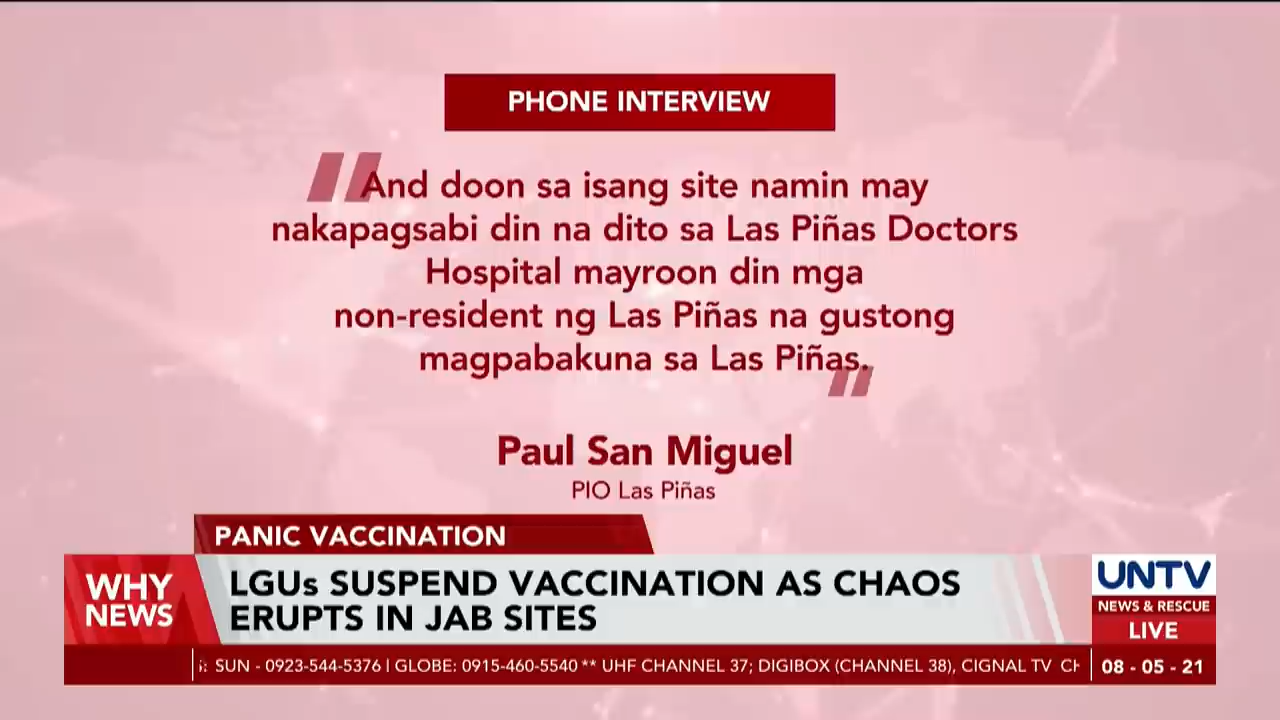 PHONE INTERVIEW
"And doon sa isang site namin may
nakapagsabi din na dito sa Las Piñas Doctors
Hospital mayroon din mga
non-resident ng Las Piñas na gustong
magpabakuna sa Las Piñas."
Paul San Miguel
PIO Las Piñas
PANIC VACCINATION
WHY
NEWS
LGUs SUSPEND VACCINATION AS CHAOS
ERUPTS IN JAB SITES
UNTV
NEWS & RESCUE
LIVE
: SUN - 0923-544-5376 | GLOBE: 0915-460-5540 ** UHF CHANNEL 37; DIGIBOX (CHANNEL 38), CIGNAL TV
08 - 05 - 21